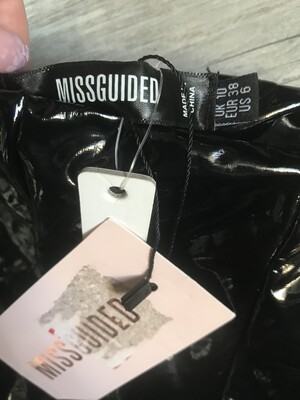 MISSGUIDED
MADE IN
CHINA
UK 10
EUR 38
US 6
MISSGUIDED